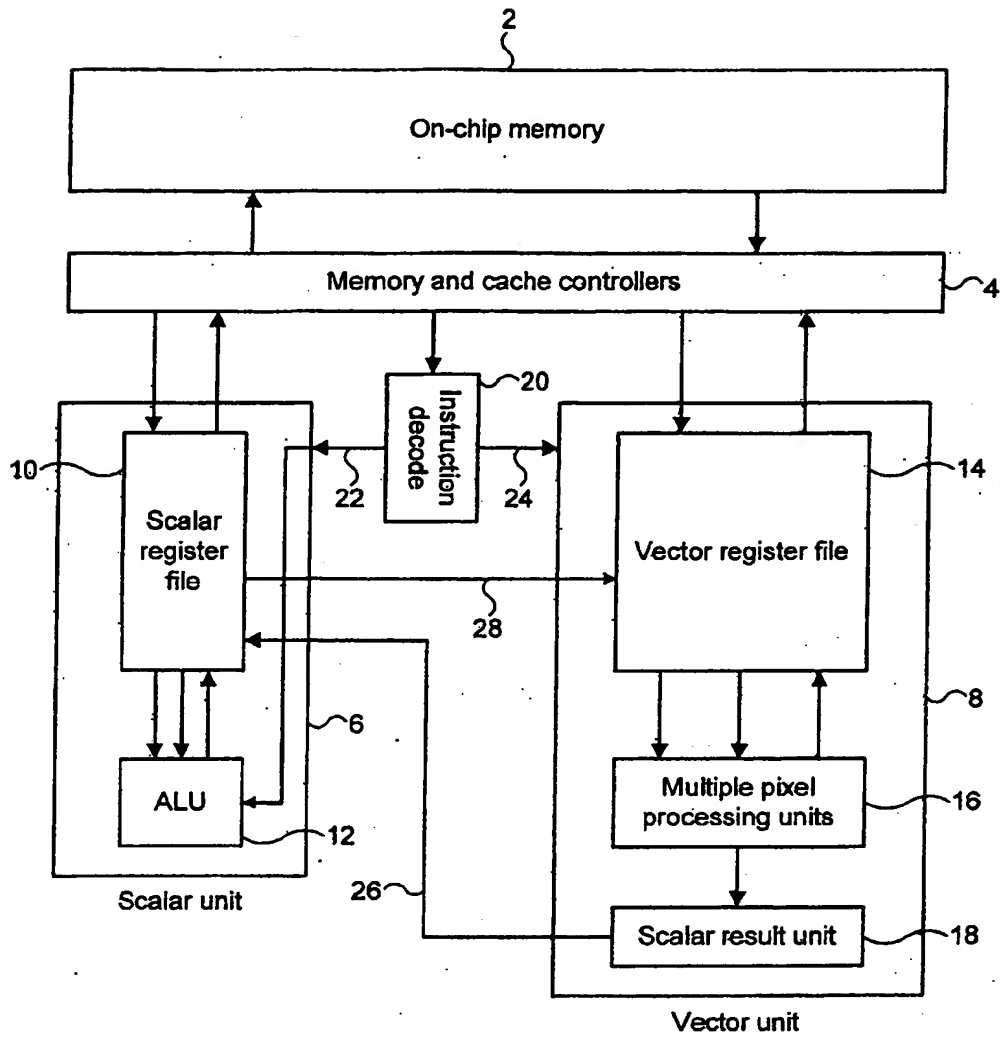 2
On-chip memory
Memory and cache controllers
4
20
Instruction
decode
10
22
24
14
Scalar
register
file
Vector register file
28
6
8
ALU
Multiple pixel
processing units
16
12
26
Scalar unit
Scalar result unit
18
Vector unit